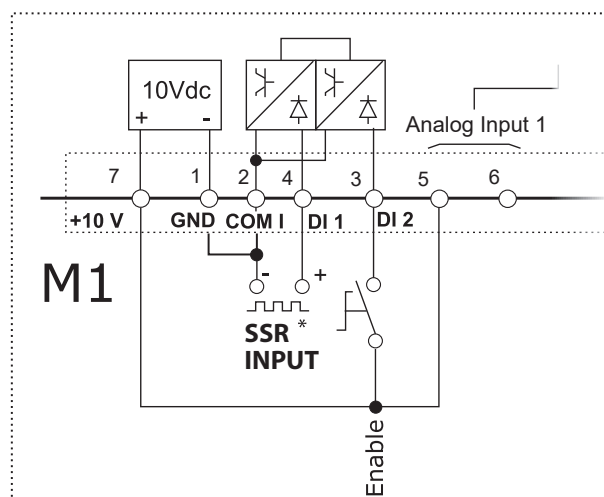 10Vdc
+ -
Analog Input 1
7 1 2 4 3 5 6
+10 V GND COM I DI 1 DI 2
M1
- +
SSR *
INPUT
Enable